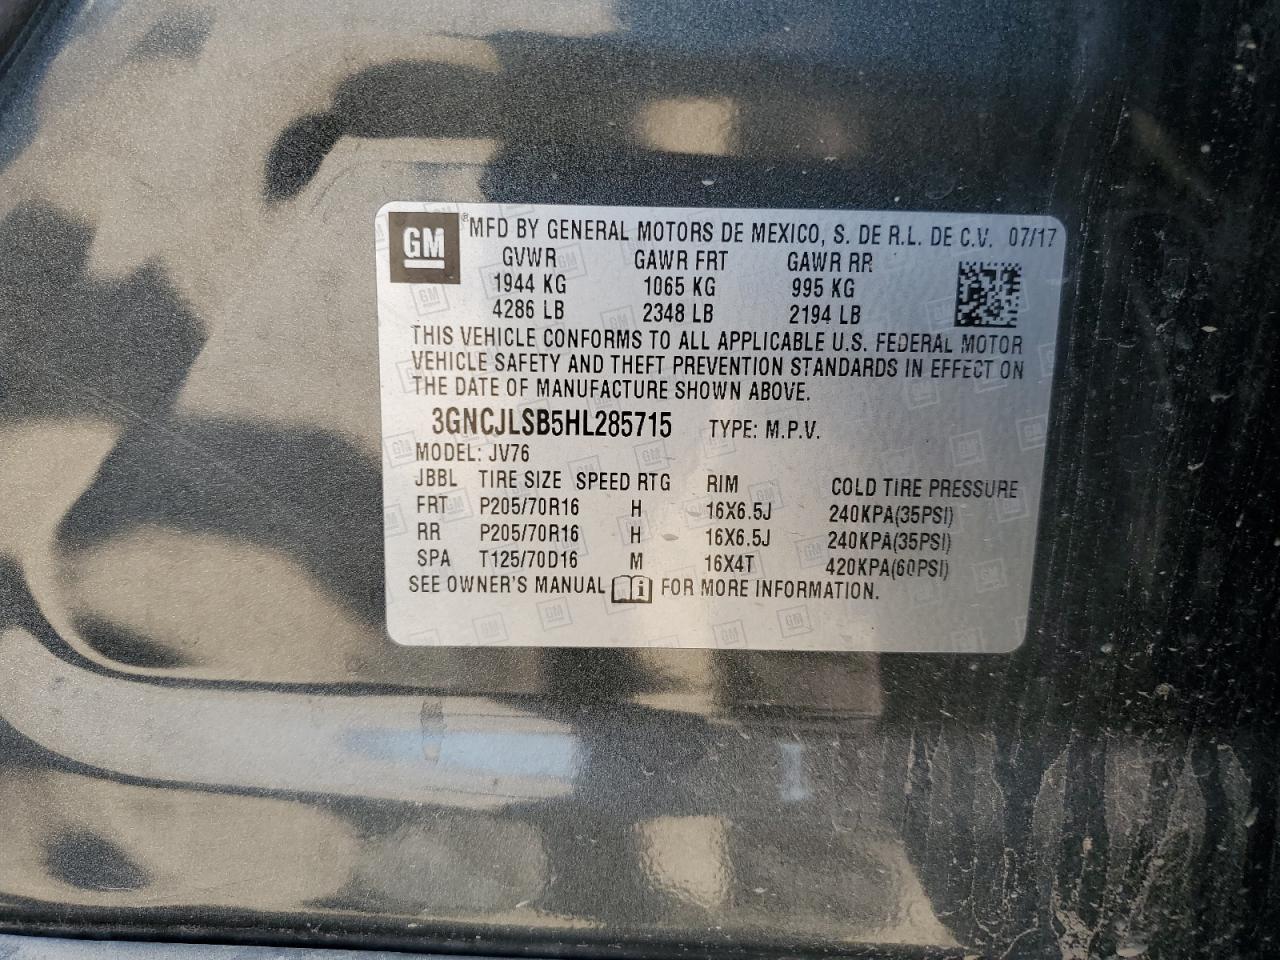 GM ® MFD BY GENERAL MOTORS DE MEXICO, S. DE R.L. DE C.V. 07/17
GVWR GAWR FRT GAWR RR
1944 KG 1065 KG 995 KG
4286 LB 2348 LB 2194 LB
THIS VEHICLE CONFORMS TO ALL APPLICABLE U.S. FEDERAL MOTOR
VEHICLE SAFETY AND THEFT PREVENTION STANDARDS IN EFFECT ON
THE DATE OF MANUFACTURE SHOWN ABOVE.
3GNCJLSB5HL285715 TYPE: M.P.V.
MODEL: JV76
JBBL TIRE SIZE SPEED RTG RIM COLD TIRE PRESSURE
FRT P205/70R16 H 16X6.5J 240KPA(35PSI)
RR P205/70R16 H 16X6.5J 240KPA(35PSI)
SPA T125/70D16 M 16X4T 420KPA(60PSI)
SEE OWNER'S MANUAL i FOR MORE INFORMATION.